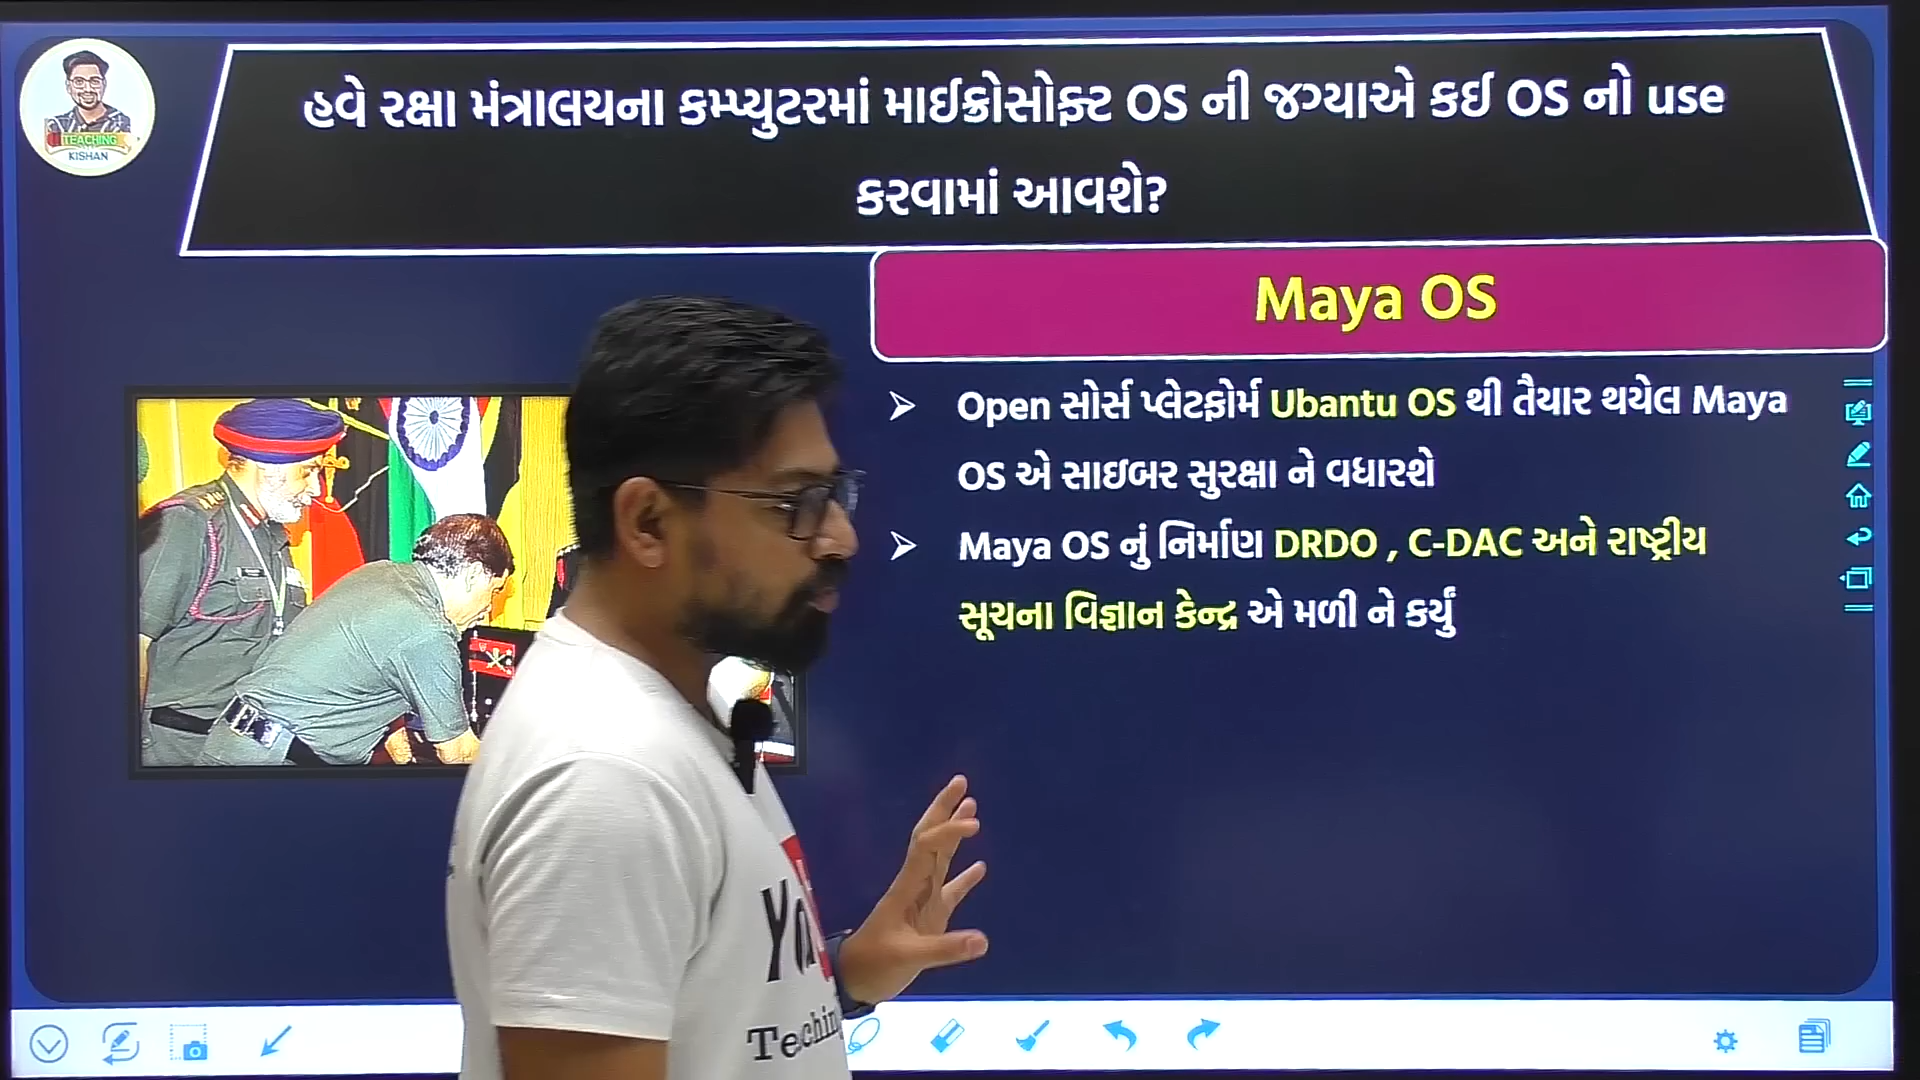 હવે રક્ષા મંત્રાલયના કમ્પ્યુટરમાં માઈક્રોસોફ્ટ OS ની જગ્યાએ કઈ OS નો use
કરવામાં આવશે?
TEACHING
KISHAN
Maya OS
Open સોર્સ પ્લેટફોર્મ Ubantu OS થી તૈયાર થયેલ Maya
OS એ સાઇબર સુરક્ષા ને વધારશે
Maya OS નું નિર્માણ DRDO , C-DAC અને રાષ્ટ્રીય
સૂચના વિજ્ઞાન કેન્દ્ર એ મળી ને કર્યું